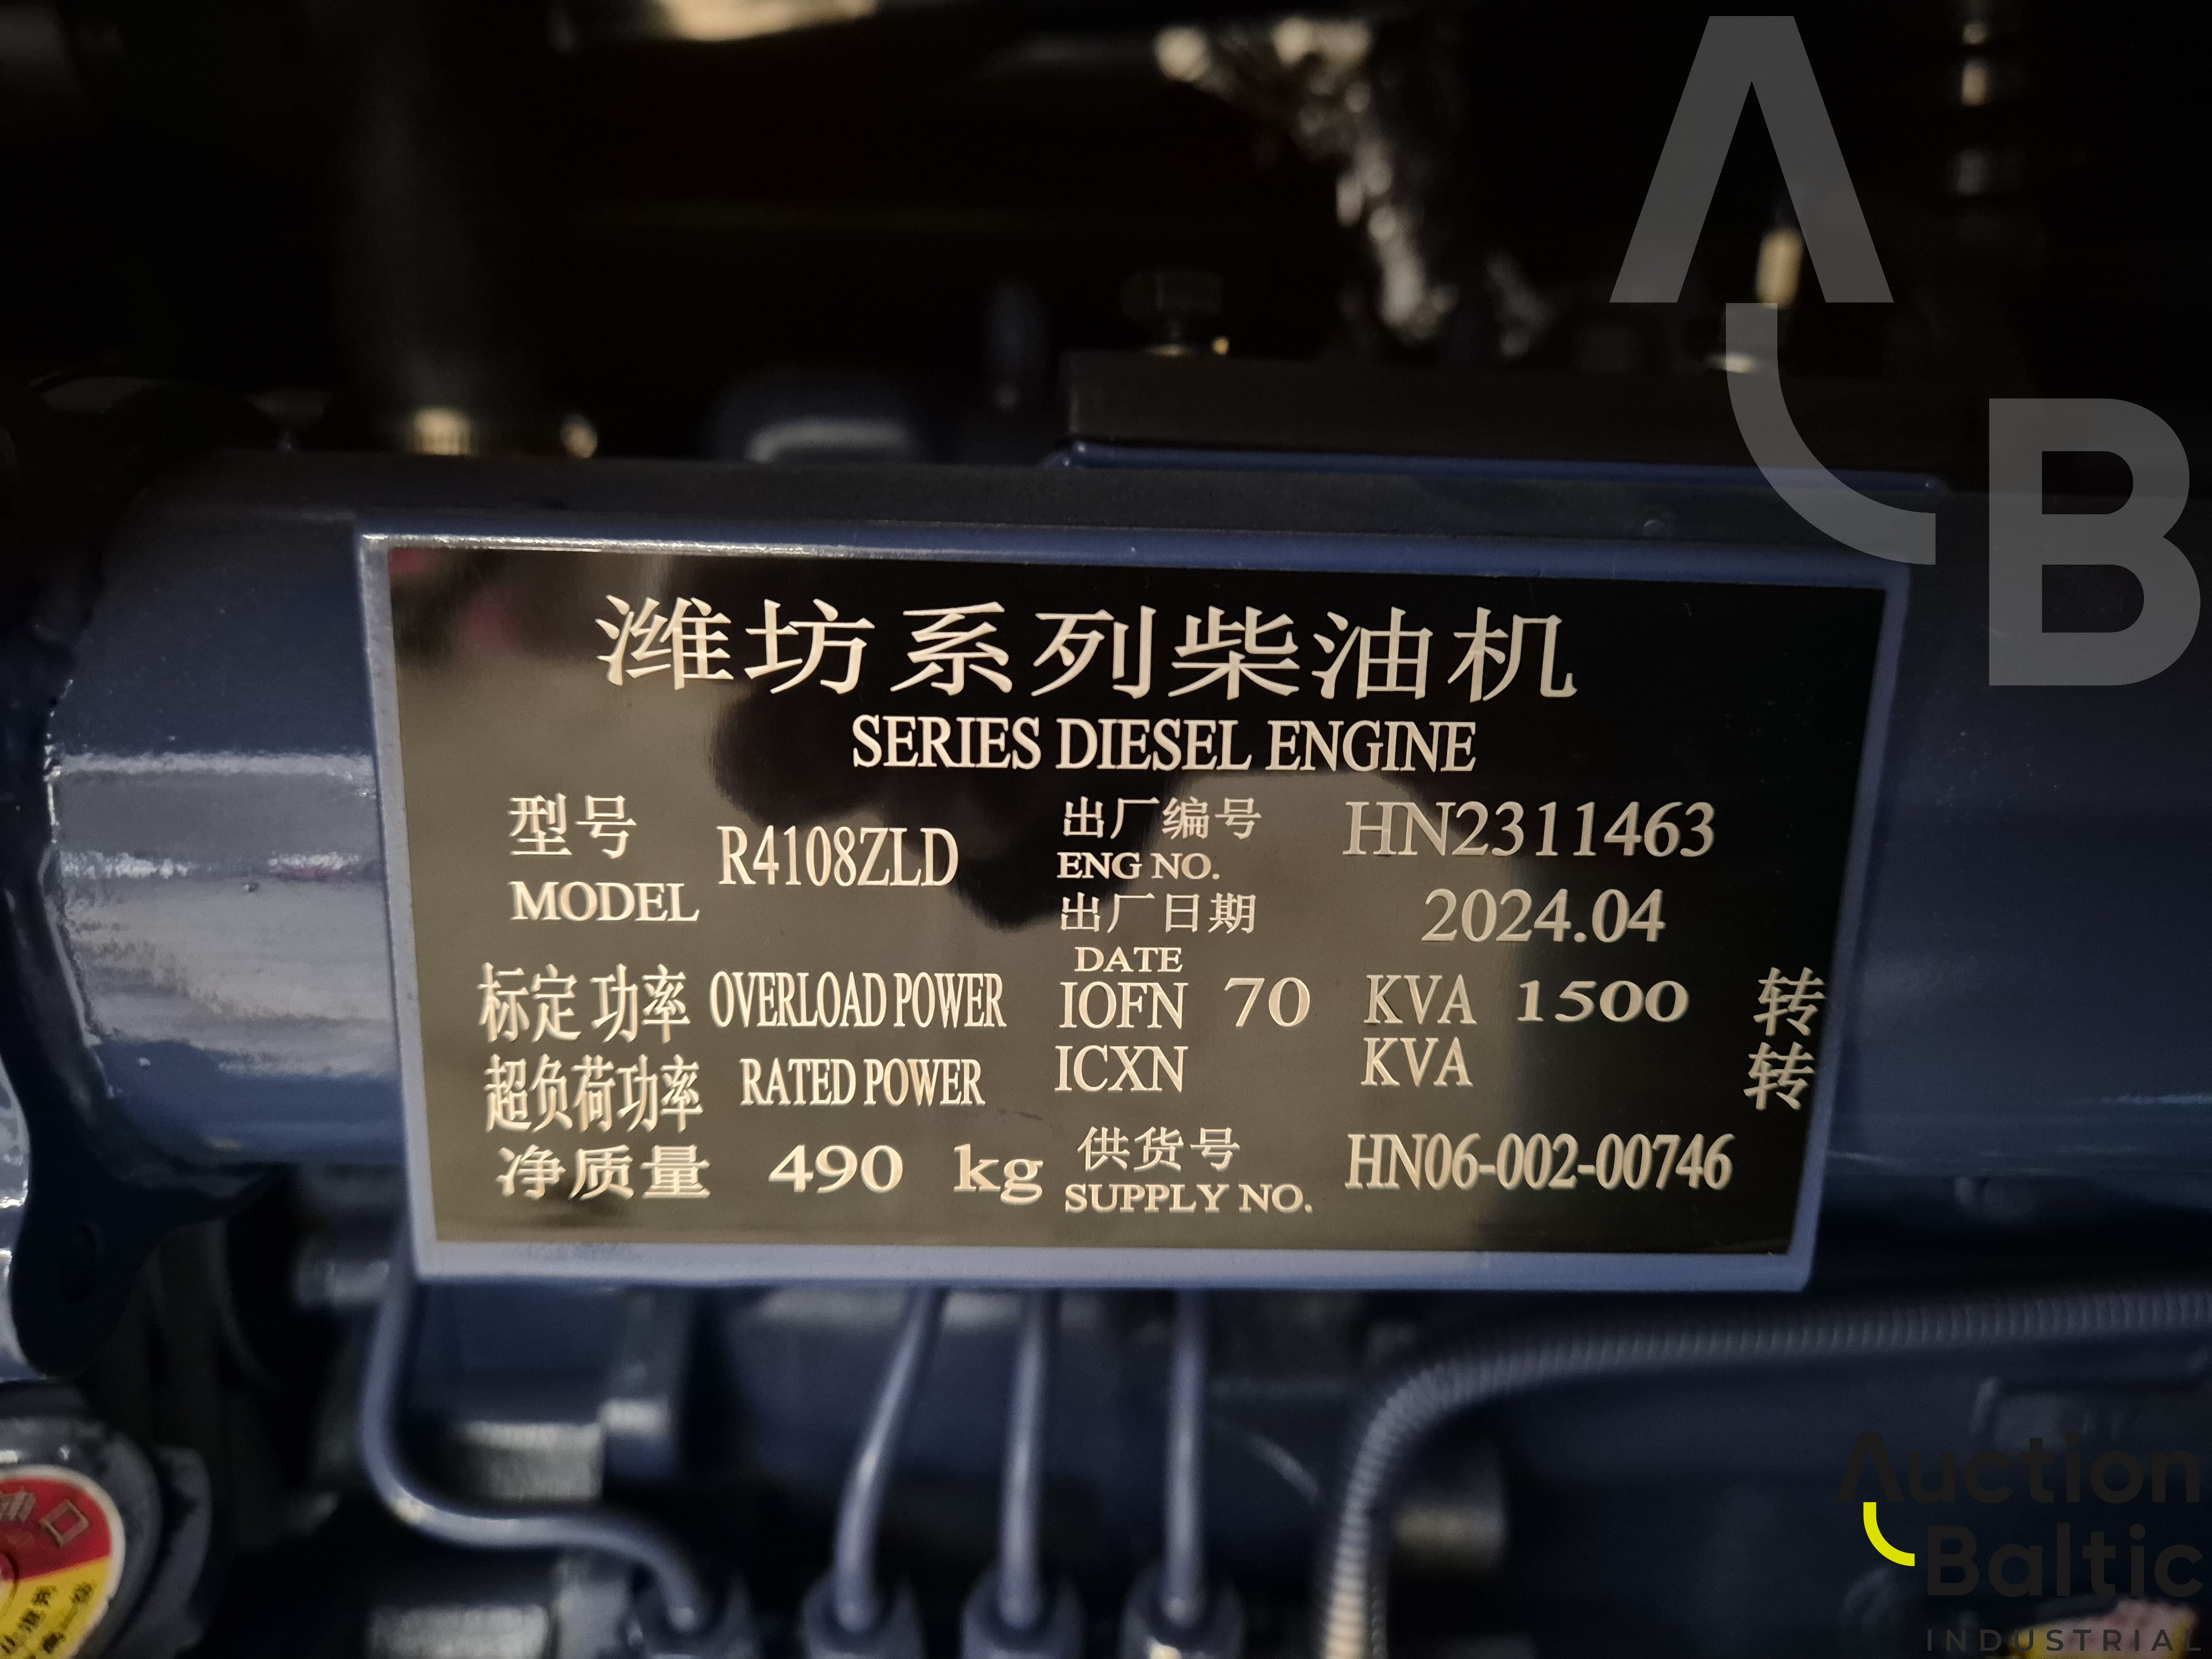 潍坊系列柴油机
SERIES DIESEL ENGINE
型号
MODEL
R4108ZLD
出厂编号
ENG NO.
HN2311463
出厂日期
DATE
2024.04
标定功率 OVERLOAD POWER IOFN 70 KVA 1500 转
超负荷功率 RATED POWER ICXN KVA 转
净质量 490 kg
供货号
SUPPLY NO.
HN06-002-00746
油口
A
B
Auction
Baltic
INDUSTRIAL